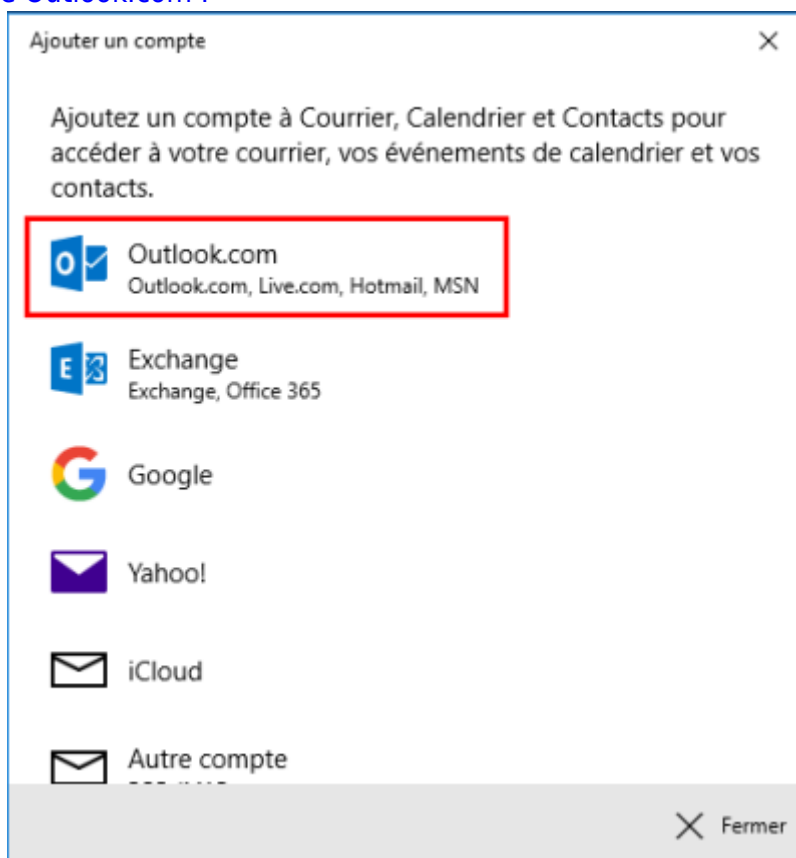 Outlook.com :
Ajouter un compte
Ajoutez un compte à Courrier, Calendrier et Contacts pour
accéder à votre courrier, vos événements de calendrier et vos
contacts.
Outlook.com
Outlook.com, Live.com, Hotmail, MSN
Exchange
Exchange, Office 365
Google
Yahoo!
iCloud
Autre compte
Fermer